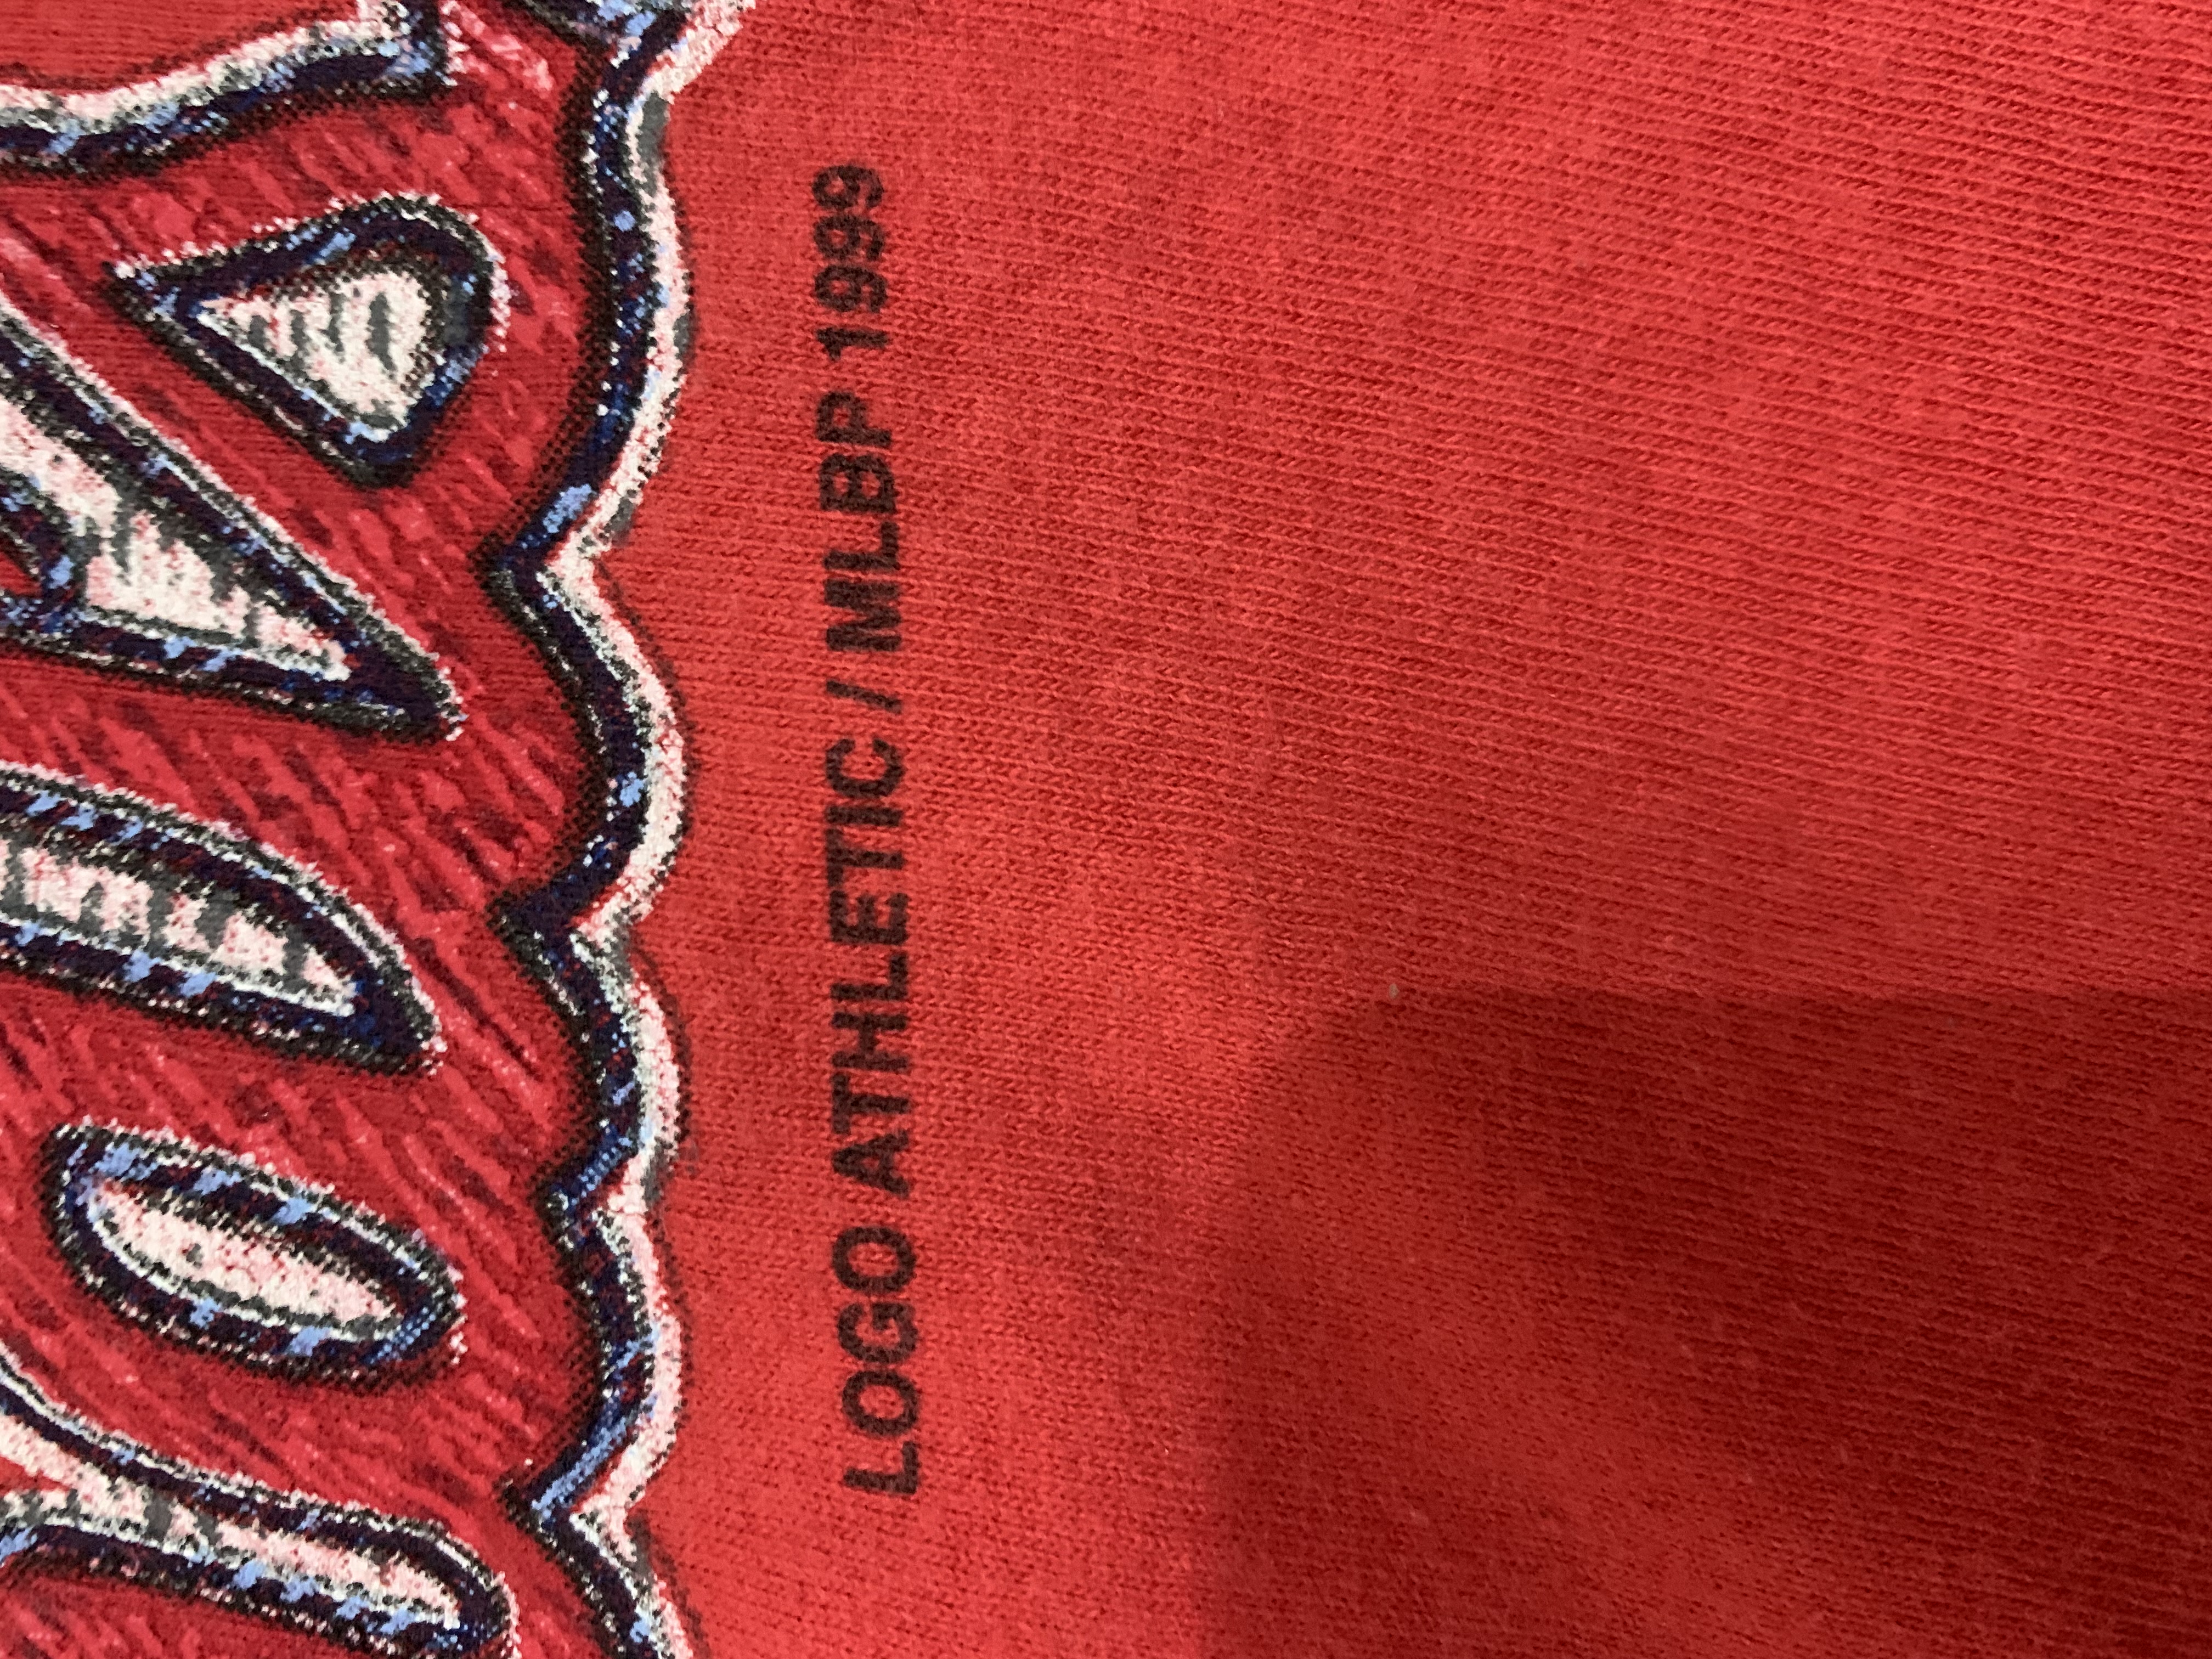 LOGO ATHLETIC / MLBP 1999